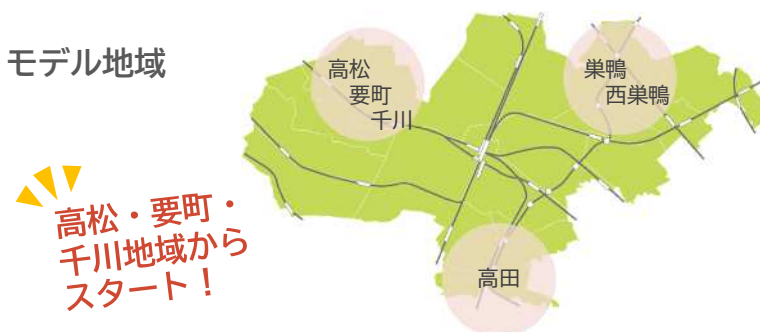 モデル地域
高松
要町
千川
巣鴨
西巣鴨
高松・要町・
千川地域から
スタート！
高田